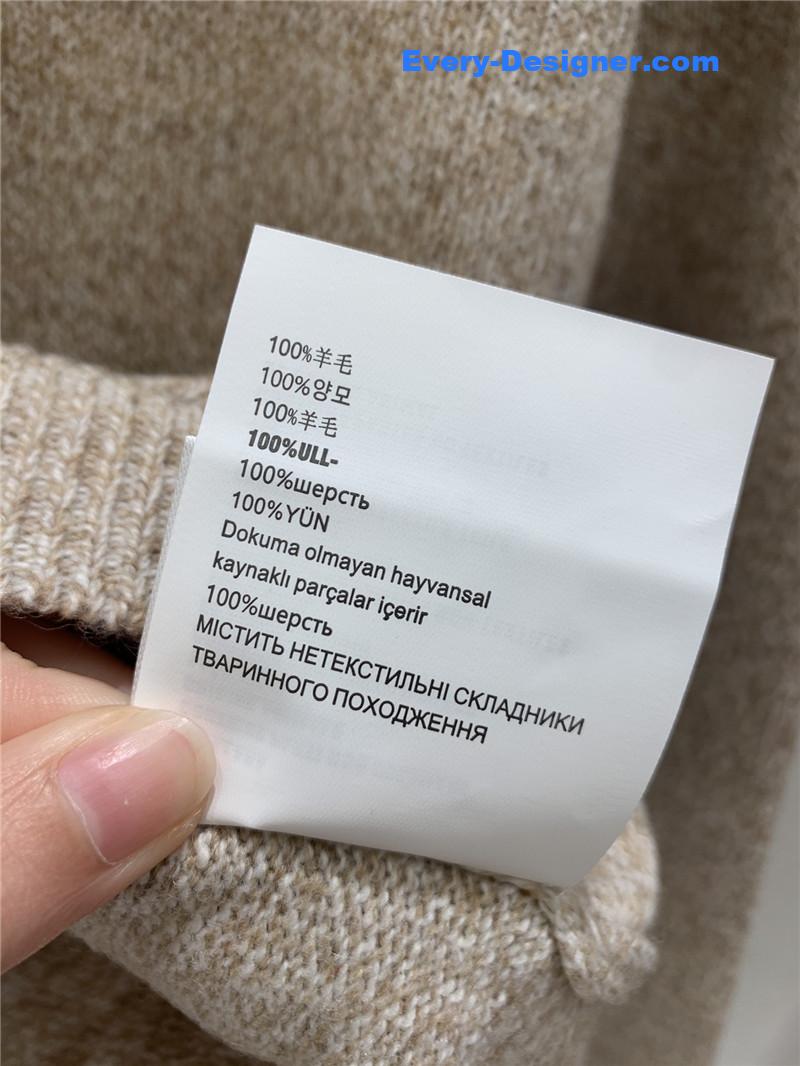 Every-Designer.com
100%羊毛
100%양모
100%羊毛
100%ULL-
100%шерсть
100%YÜN
Dokuma olmayan hayvansal
kaynaklı parçalar içerir
100%шерсть
МІСТИТЬ НЕТЕКСТИЛЬНІ СКЛАДНИКИ
ТВАРИННОГО ПОХОДЖЕННЯ